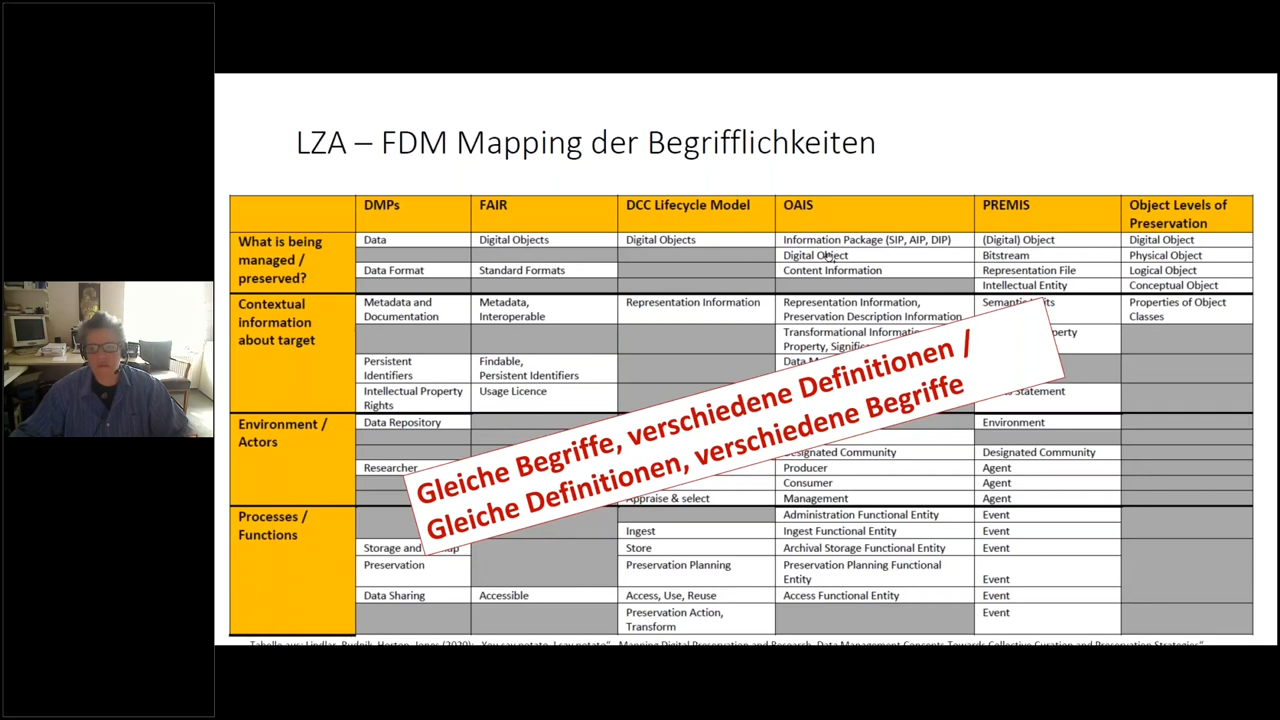 LZA – FDM Mapping der Begrifflichkeiten
DMPs FAIR DCC Lifecycle Model OAIS PREMIS Object Levels of
Preservation
What is being
managed /
preserved?
Data Digital Objects Digital Objects Information Package (SIP, AIP, DIP) (Digital) Object Digital Object
Digital Object Bitstream Physical Object
Data Format Standard Formats Content Information Representation File Logical Object
Intellectual Entity Conceptual Object
Contextual
information
about target
Metadata and
Documentation
Metadata,
Interoperable
Representation Information
Representation Information,
Preservation Description Information
Properties of Object
Classes
Transformational
Property,
Persistent
Identifiers
Findable,
Persistent Identifiers
Data
Intellectual Property
Rights
Usage Licence
Statement
Gleiche Begriffe, verschiedene Definitionen /
Gleiche Definitionen, verschiedene Begriffe
Environment /
Actors
Data Repository Environment
Community Designated Community
Researcher Producer Agent
Consumer Agent
Appraise & select Management Agent
Processes /
Functions
Administration Functional Entity Event
Ingest Ingest Functional Entity Event
Storage and Store Archival Storage Functional Entity Event
Preservation Preservation Planning Preservation Planning Functional
Entity Event
Data Sharing Accessible Access, Use, Reuse Access Functional Entity Event
Preservation Action,
Transform
Event